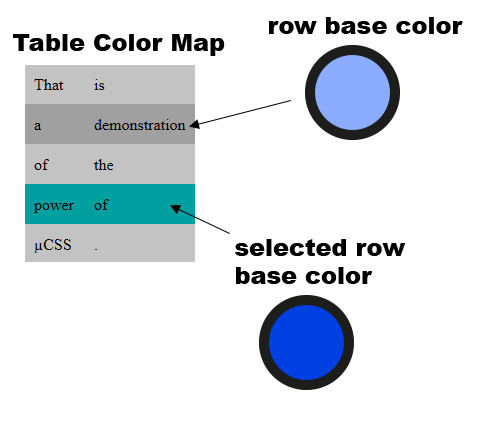 row base color
Table Color Map
That is
a demonstration
of the
power of
µCSS .
selected row
base color